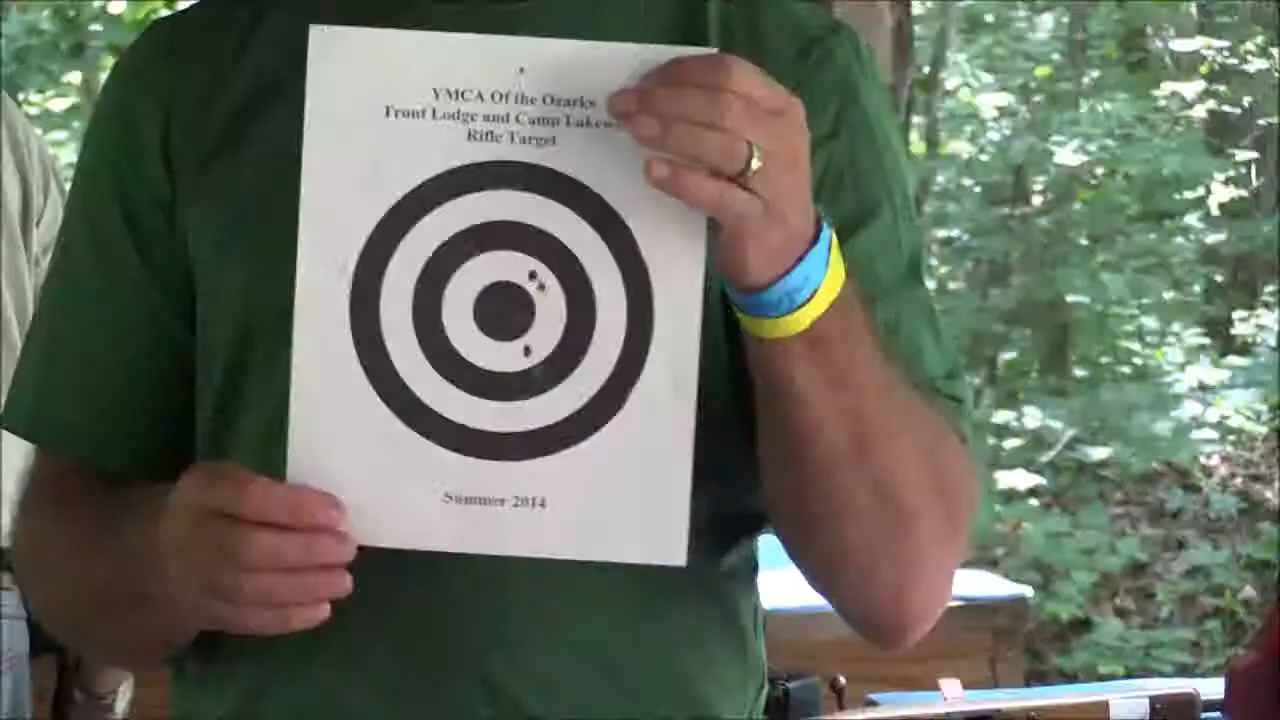 YMCA Of the Ozarks
Trout Lodge and Camp
Rifle Target
Summer 2014